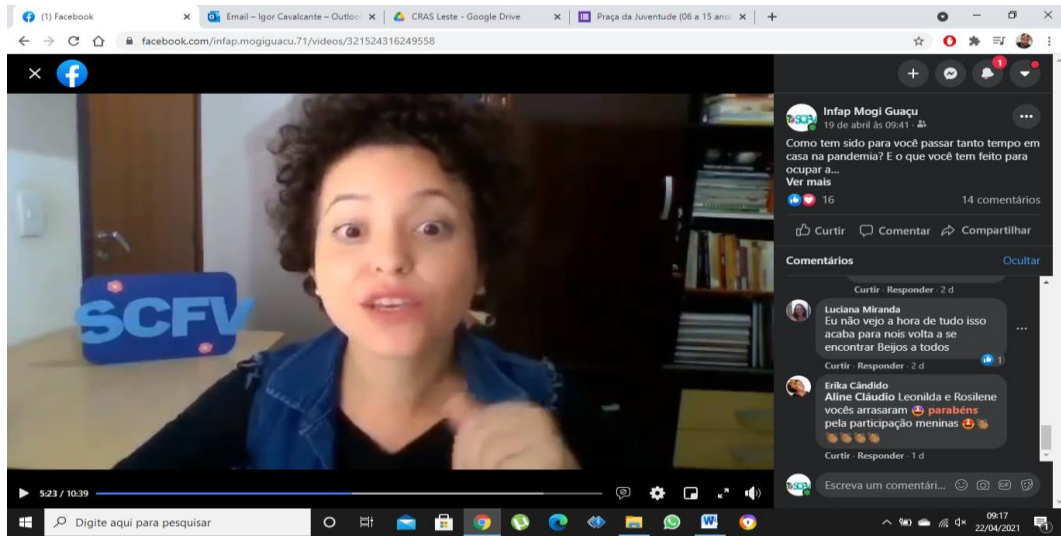 (1) Facebook
Email – Igor Cavalcante – Outloo
CRAS Leste - Google Drive
Praça da Juventude (06 a 15 ano
facebook.com/infap.mogiguacu.71/videos/321524316249558
SCFV
1
Infap Mogi Guaçu
19 de abril às 09:41
Como tem sido para você passar tanto tempo em
casa na pandemia? E o que você tem feito para
ocupar a...
Ver mais
16
14 comentários
Curtir
Comentar
Compartilhar
Comentários
Ocultar
Curtir · Responder · 2 d
Luciana Miranda
Eu não vejo a hora de tudo isso
acaba para nois volta a se
encontrar Beijos a todos
1
Curtir · Responder · 2 d
Erika Cândido
Aline Cláudio Leonilda e Rosilene
vocês arrasaram 🤩 parabéns
pela participação meninas 🤩👏🏾
👏🏾👏🏾👏🏾👏🏾
Curtir · Responder · 1 d
Escreva um comentári...
GIF
5:23 / 10:39
Digite aqui para pesquisar
09:17
22/04/2021